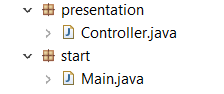 presentation
Controller.java
start
Main.java